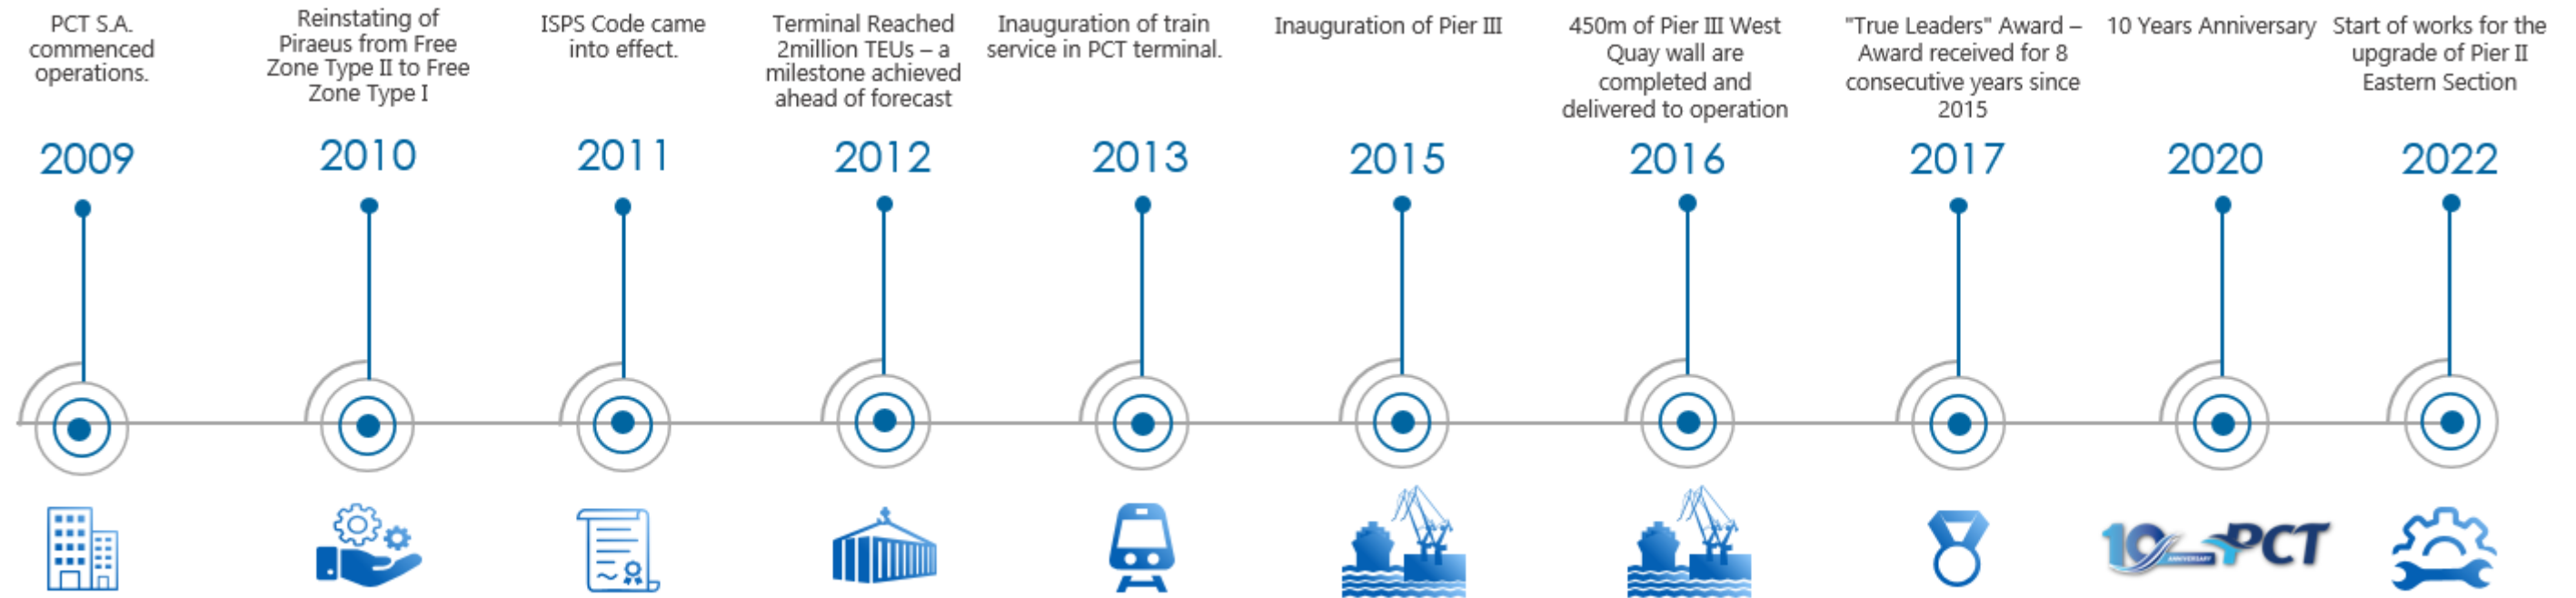 PCT S.A.
commenced
operations.
2009
Reinstating of
Piraeus from Free
Zone Type II to Free
Zone Type I
2010
ISPS Code came
into effect.
2011
Terminal Reached
2million TEUs – a
milestone achieved
ahead of forecast
2012
Inauguration of train
service in PCT terminal.
2013
Inauguration of Pier III
2015
450m of Pier III West
Quay wall are
completed and
delivered to operation
2016
"True Leaders" Award –
Award received for 8
consecutive years since
2015
2017
10 Years Anniversary
2020
Start of works for the
upgrade of Pier II
Eastern Section
2022
10 ANNIVERSARY PCT